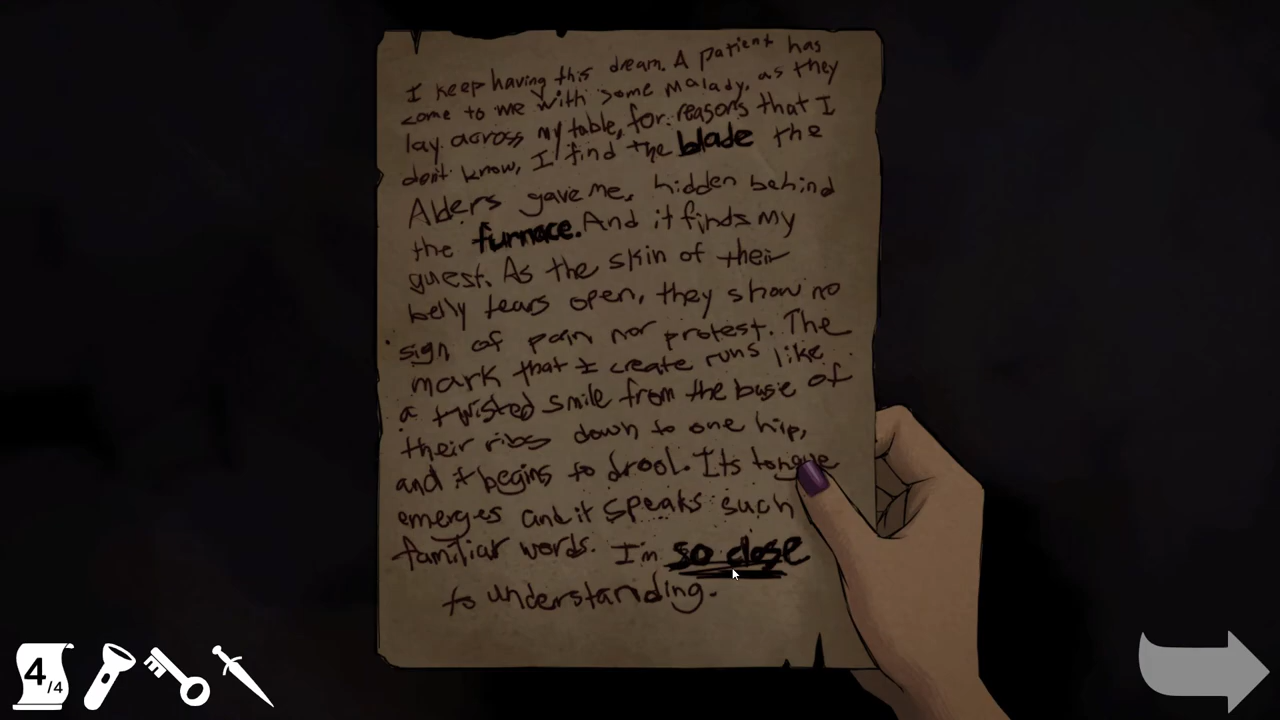 I keep having this dream. A patient has
come to me with some malady, as they
lay across my table, for reasons that I
don't know, I find the blade the
Alders gave me, hidden behind
the furnace. And it finds my
guest. As the skin of their
belly tears open, they show no
sign of pain nor protest. The
mark that I create runs like
a twisted smile from the base of
their ribs down to one hip,
and it begins to drool. Its tongue
emerges and it speaks such
familiar words. I'm so close
to understanding.
4/4